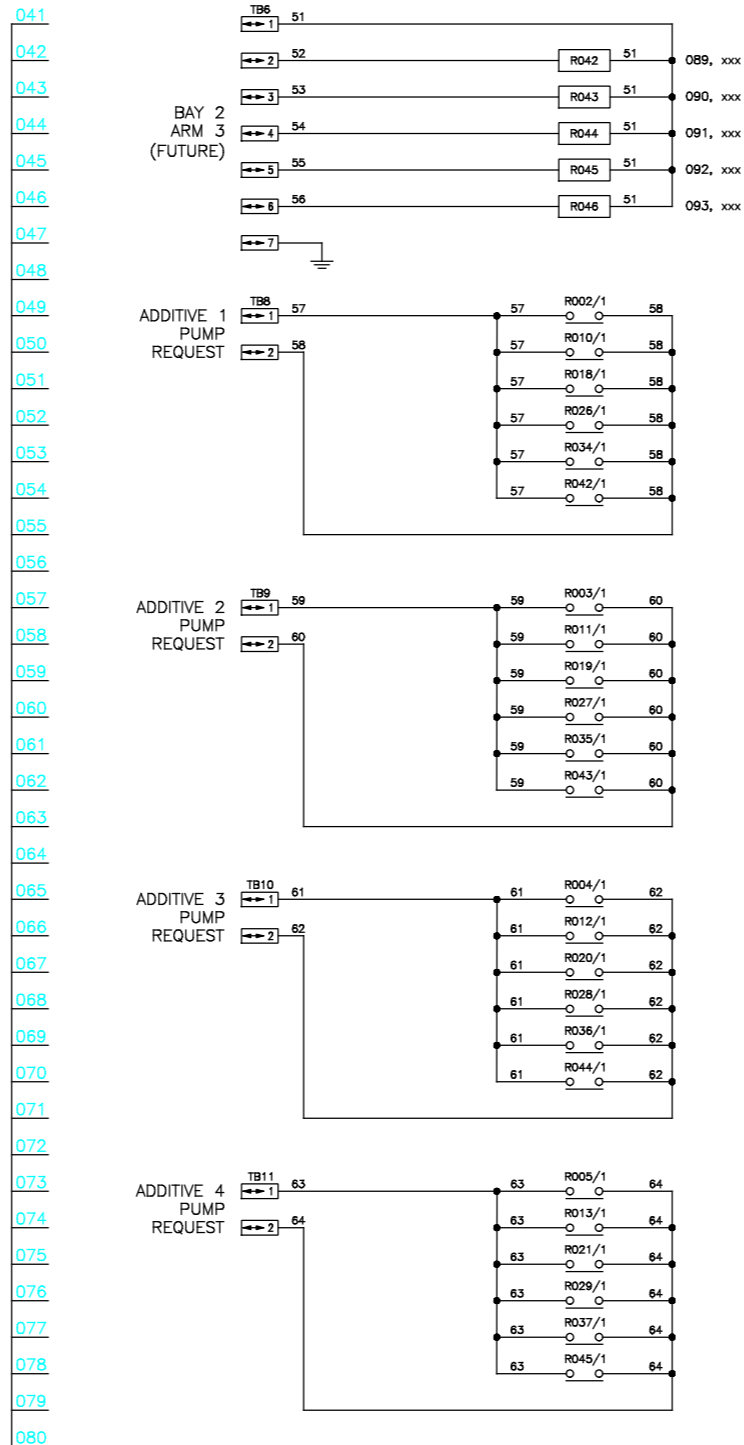 041 TB6 1 51
042 2 52 R042 51 089, xxx
043 3 53 R043 51 090, xxx
BAY 2
044 ARM 3 4 54 R044 51 091, xxx
(FUTURE)
045 5 55 R045 51 092, xxx
046 6 56 R046 51 093, xxx
047 7
048
049 ADDITIVE 1 TB8 1 57 57 R002/1 58
PUMP
050 REQUEST 2 58 57 R010/1 58
051 57 R018/1 58
052 57 R026/1 58
053 57 R034/1 58
054 57 R042/1 58
055
056
057 ADDITIVE 2 TB9 1 59 59 R003/1 60
PUMP
058 REQUEST 2 60 59 R011/1 60
059 59 R019/1 60
060 59 R027/1 60
061 59 R035/1 60
062 59 R043/1 60
063
064
065 ADDITIVE 3 TB10 1 61 61 R004/1 62
PUMP
066 REQUEST 2 62 61 R012/1 62
067 61 R020/1 62
068 61 R028/1 62
069 61 R036/1 62
070 61 R044/1 62
071
072
073 ADDITIVE 4 TB11 1 63 63 R005/1 64
PUMP
074 REQUEST 2 64 63 R013/1 64
075 63 R021/1 64
076 63 R029/1 64
077 63 R037/1 64
078 63 R045/1 64
079
080